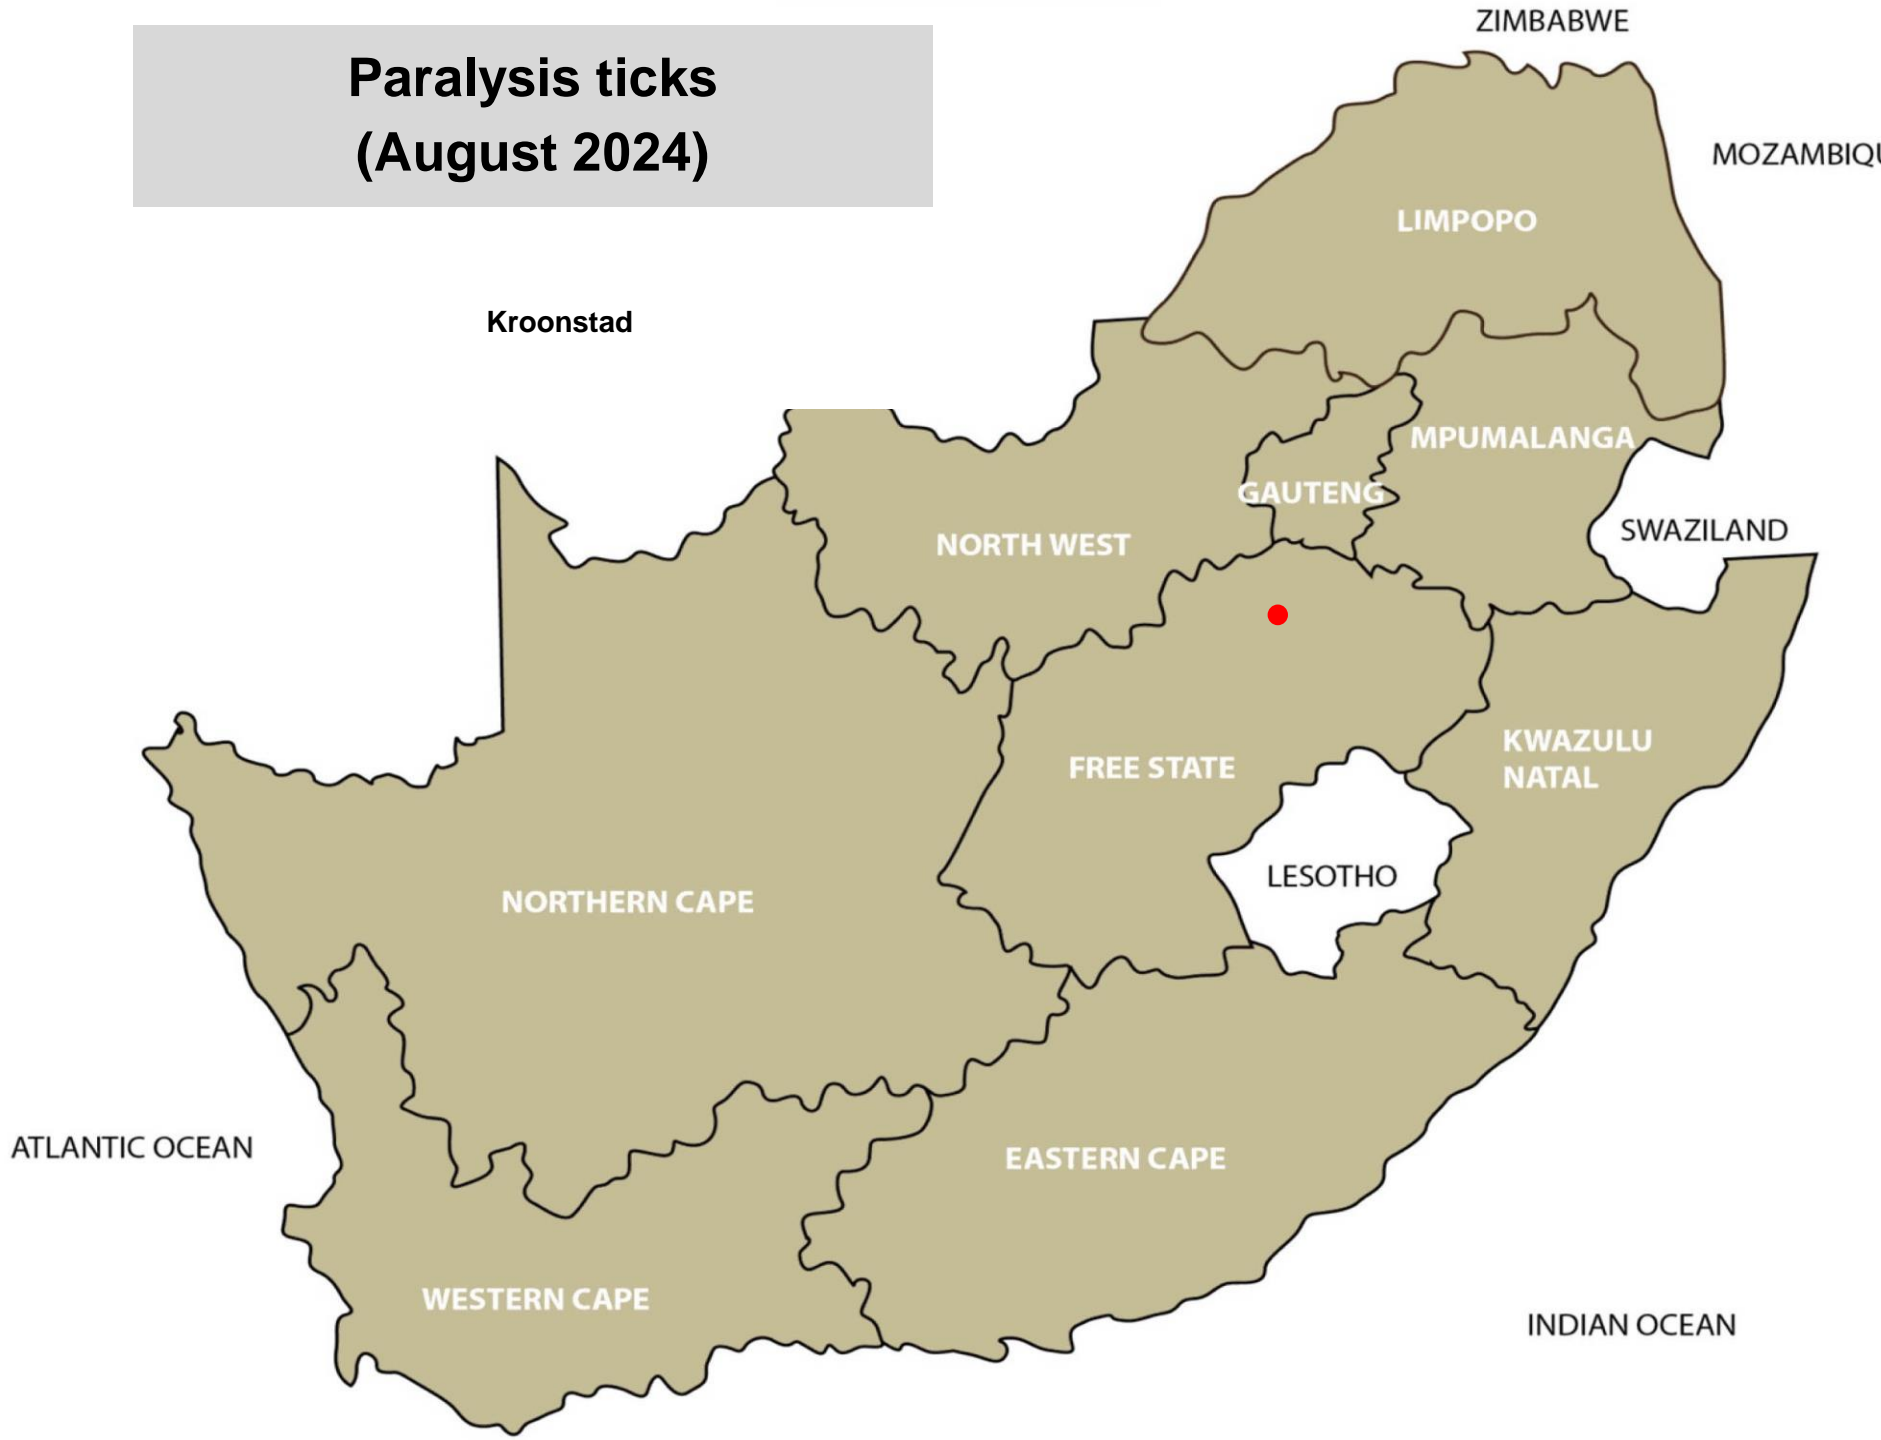 Paralysis ticks
(August 2024)
ZIMBABWE
MOZAMBIQU
LIMPOPO
Kroonstad
MPUMALANGA
GAUTENG
NORTH WEST
SWAZILAND
KWAZULU
NATAL
FREE STATE
LESOTHO
NORTHERN CAPE
ATLANTIC OCEAN
EASTERN CAPE
WESTERN CAPE
INDIAN OCEAN